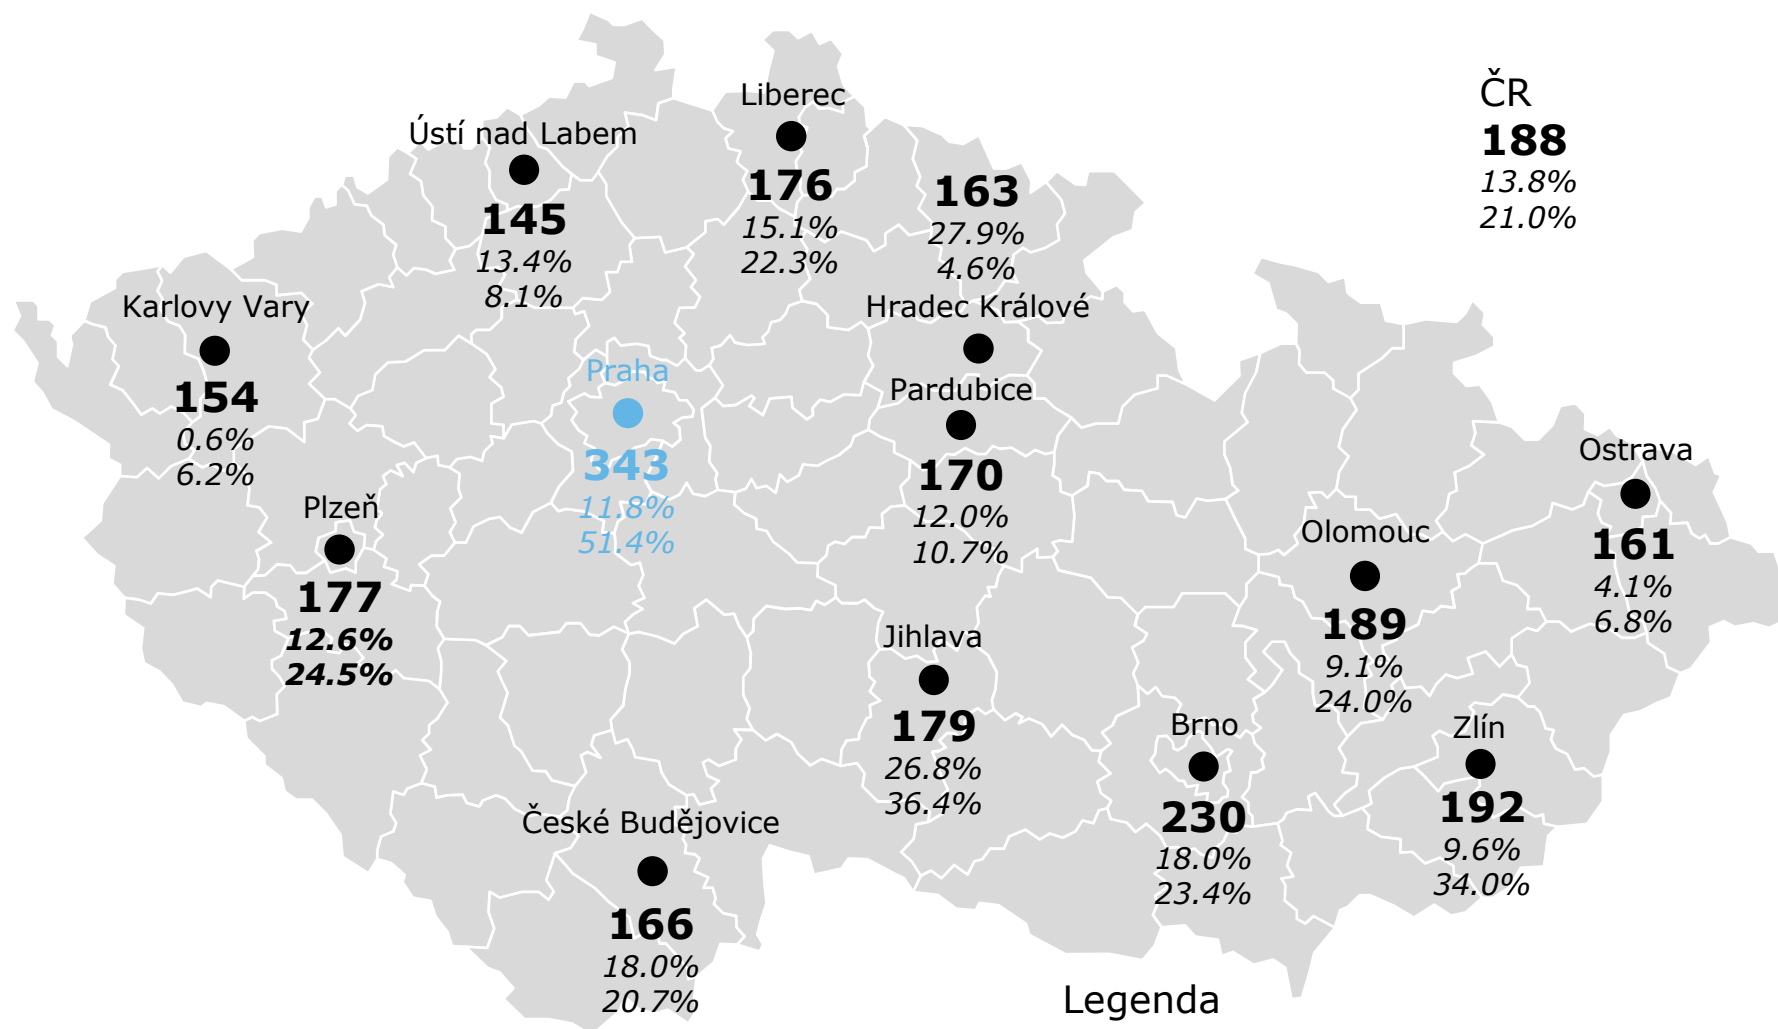 Liberec
176
15.1%
22.3%
ČR
188
13.8%
21.0%
Ústí nad Labem
145
13.4%
8.1%
163
27.9%
4.6%
Hradec Králové
Karlovy Vary
154
0.6%
6.2%
Praha
343
11.8%
51.4%
Pardubice
170
12.0%
10.7%
Ostrava
161
4.1%
6.8%
Plzeň
177
12.6%
24.5%
Olomouc
189
9.1%
24.0%
Jihlava
179
26.8%
36.4%
Brno
230
18.0%
23.4%
Zlín
192
9.6%
34.0%
České Budějovice
166
18.0%
20.7%
Legenda